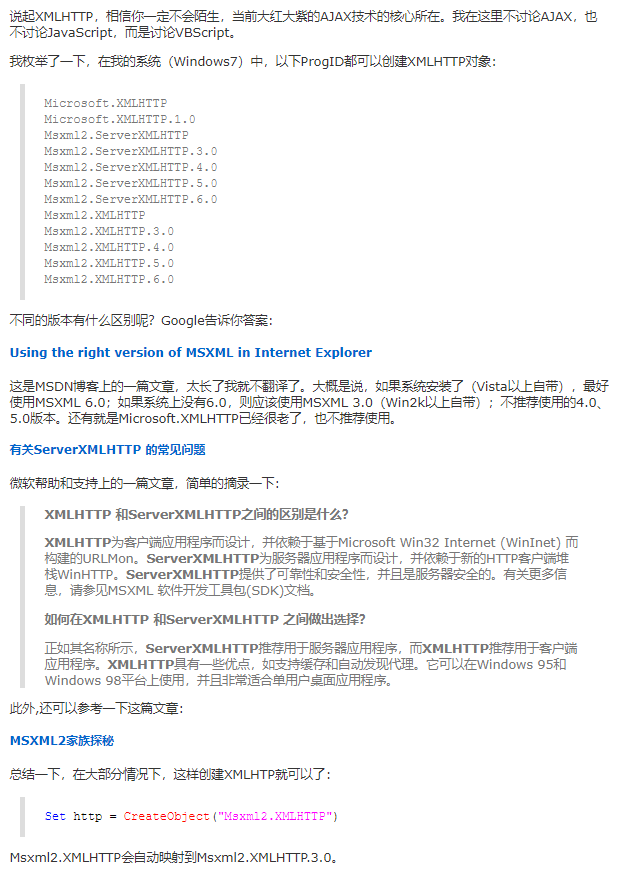 说起XMLHTTP，相信你一定不会陌生，当前大红大紫的AJAX技术的核心所在。我在这里不讨论AJAX，也
不讨论JavaScript，而是讨论VBScript。
我枚举了一下，在我的系统（Windows7）中，以下ProgID都可以创建XMLHTTP对象：
Microsoft.XMLHTTP
Microsoft.XMLHTTP.1.0
Msxml2.ServerXMLHTTP
Msxml2.ServerXMLHTTP.3.0
Msxml2.ServerXMLHTTP.4.0
Msxml2.ServerXMLHTTP.5.0
Msxml2.ServerXMLHTTP.6.0
Msxml2.XMLHTTP
Msxml2.XMLHTTP.3.0
Msxml2.XMLHTTP.4.0
Msxml2.XMLHTTP.5.0
Msxml2.XMLHTTP.6.0
不同的版本有什么区别呢？Google告诉你答案：
Using the right version of MSXML in Internet Explorer
这是MSDN博客上的一篇文章，太长了我就不翻译了。大概是说，如果系统安装了（Vista以上自带），最好
使用MSXML 6.0；如果系统上没有6.0，则应该使用MSXML 3.0（Win2k以上自带）；不推荐使用的4.0、
5.0版本。还有就是Microsoft.XMLHTTP已经很老了，也不推荐使用。
有关ServerXMLHTTP 的常见问题
微软帮助和支持上的一篇文章，简单的摘录一下：
XMLHTTP 和ServerXMLHTTP之间的区别是什么？
XMLHTTP为客户端应用程序而设计，并依赖于基于Microsoft Win32 Internet (WinInet) 而
构建的URLMon。ServerXMLHTTP为服务器应用程序而设计，并依赖于新的HTTP客户端堆
栈WinHTTP。ServerXMLHTTP提供了可靠性和安全性，并且是服务器安全的。有关更多信
息，请参见MSXML 软件开发工具包(SDK)文档。
如何在XMLHTTP 和ServerXMLHTTP 之间做出选择？
正如其名称所示，ServerXMLHTTP推荐用于服务器应用程序，而XMLHTTP推荐用于客户端
应用程序。XMLHTTP具有一些优点，如支持缓存和自动发现代理。它可以在Windows 95和
Windows 98平台上使用，并且非常适合单用户桌面应用程序。
此外,还可以参考一下这篇文章：
MSXML2家族探秘
总结一下，在大部分情况下，这样创建XMLHTP就可以了：
Set http = CreateObject("Msxml2.XMLHTTP")
Msxml2.XMLHTTP会自动映射到Msxml2.XMLHTTP.3.0。